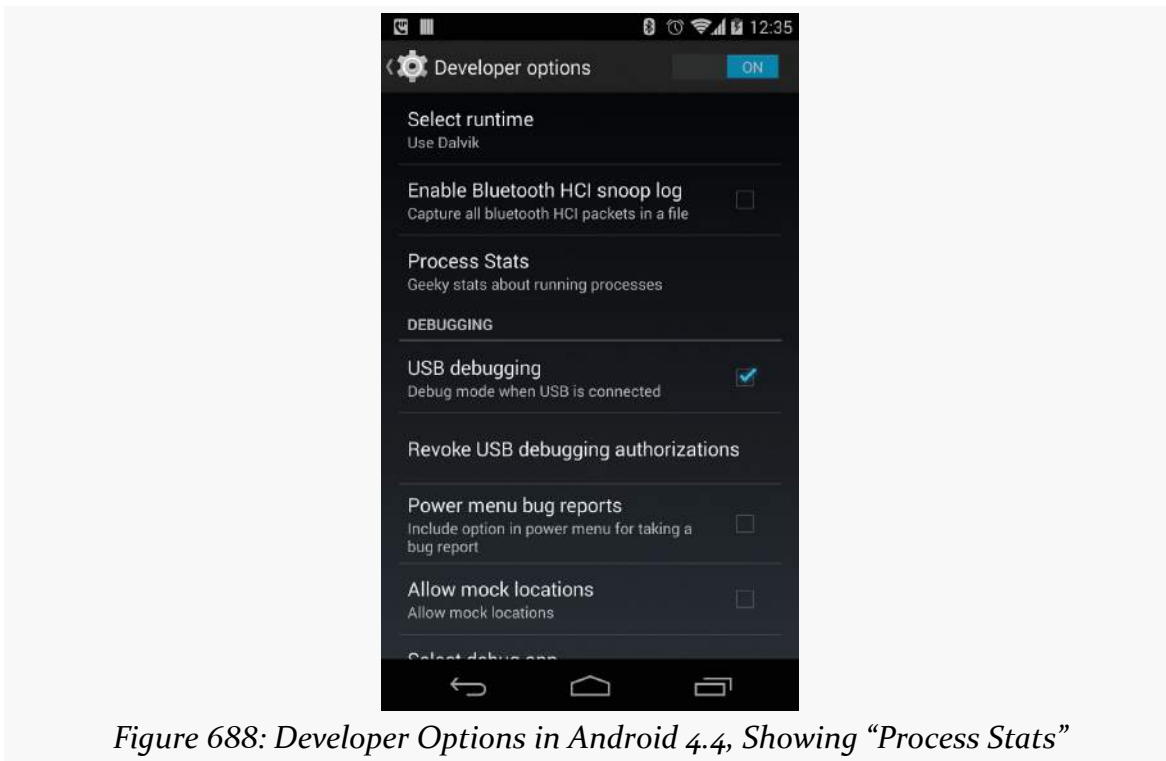 12:35
Developer options
ON
Select runtime
Use Dalvik
Enable Bluetooth HCI snoop log
Capture all bluetooth HCI packets in a file
Process Stats
Geeky stats about running processes
DEBUGGING
USB debugging
Debug mode when USB is connected
Revoke USB debugging authorizations
Power menu bug reports
Include option in power menu for taking a
bug report
Allow mock locations
Allow mock locations
Select debug app
Figure 688: Developer Options in Android 4.4, Showing “Process Stats”